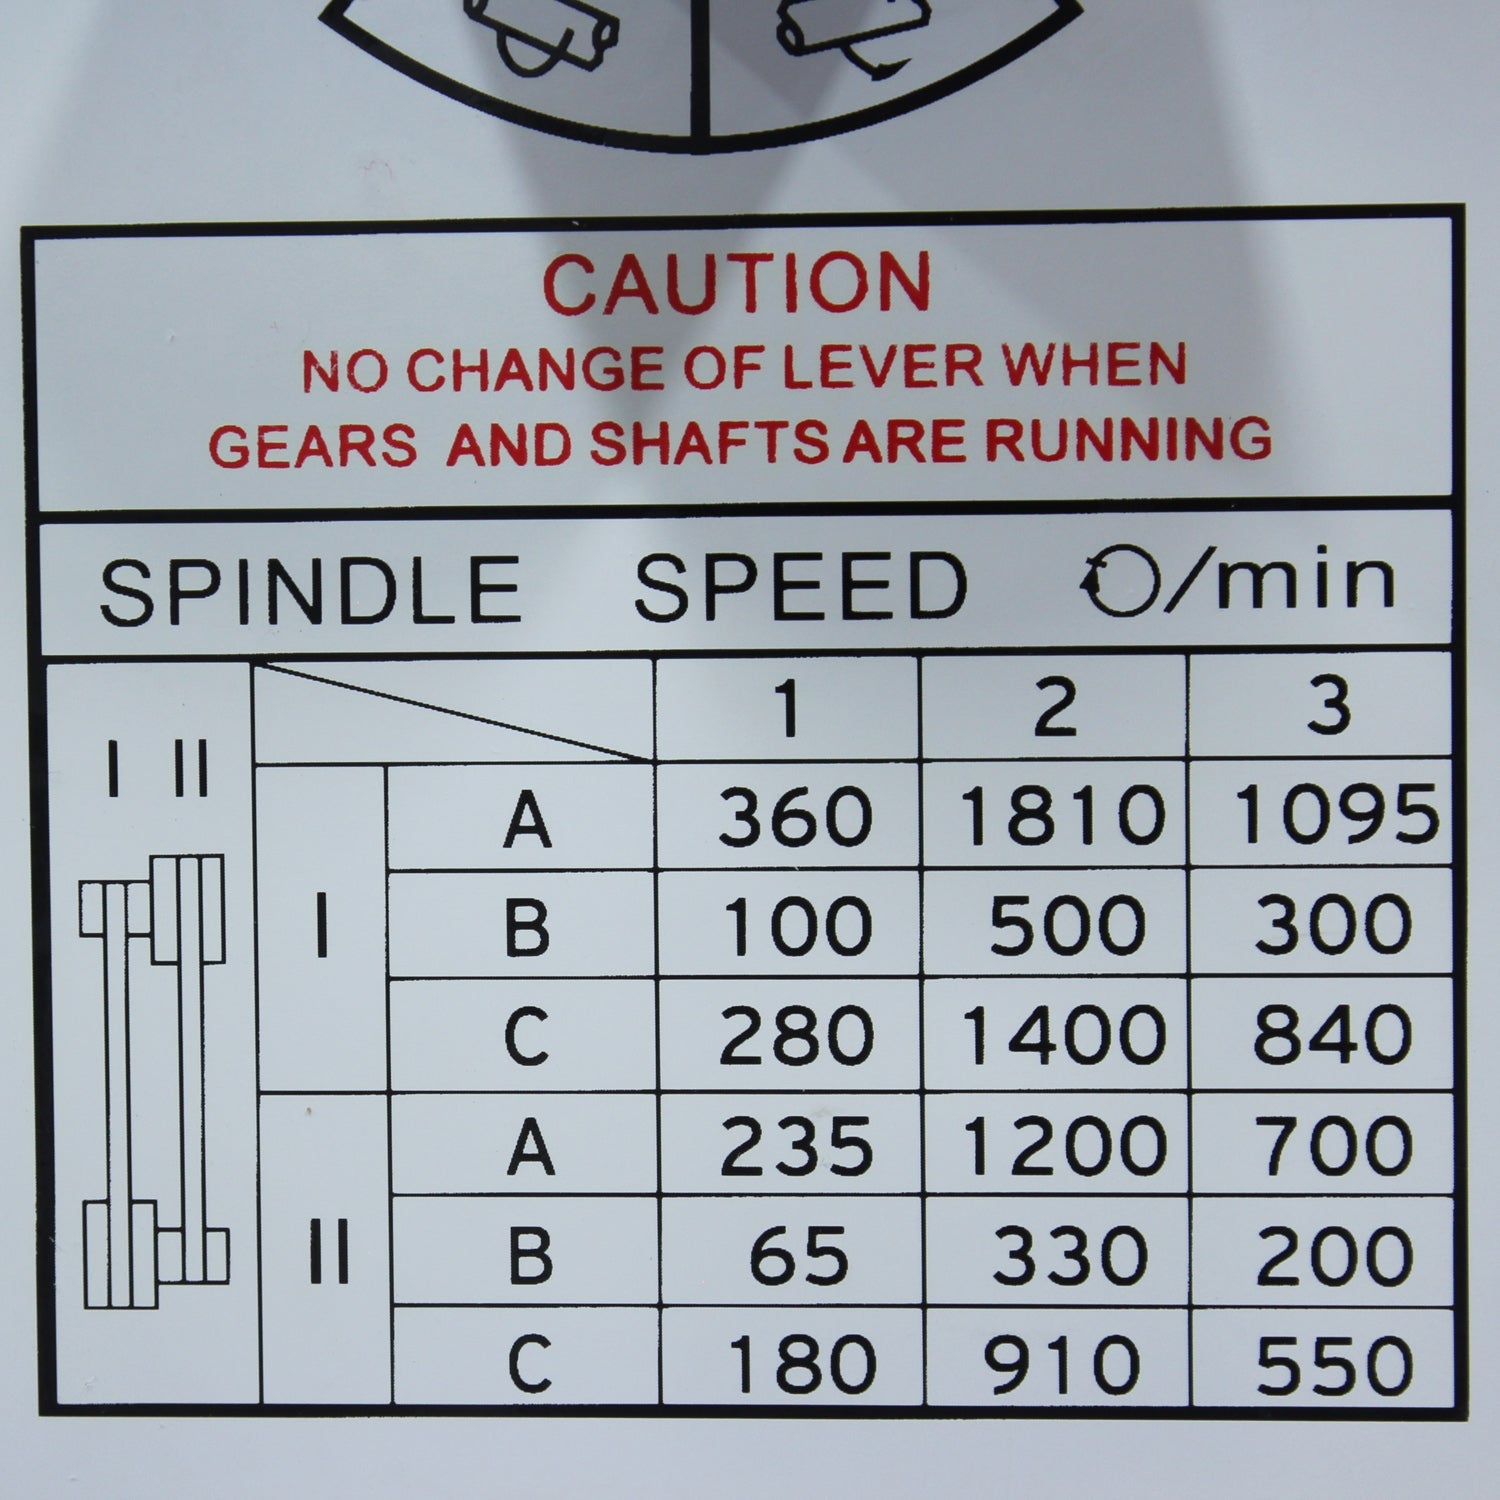 CAUTION
NO CHANGE OF LEVER WHEN
GEARS AND SHAFTS ARE RUNNING
SPINDLE SPEED /min
I II
1 2 3
I
A 360 1810 1095
B 100 500 300
C 280 1400 840
II
A 235 1200 700
B 65 330 200
C 180 910 550